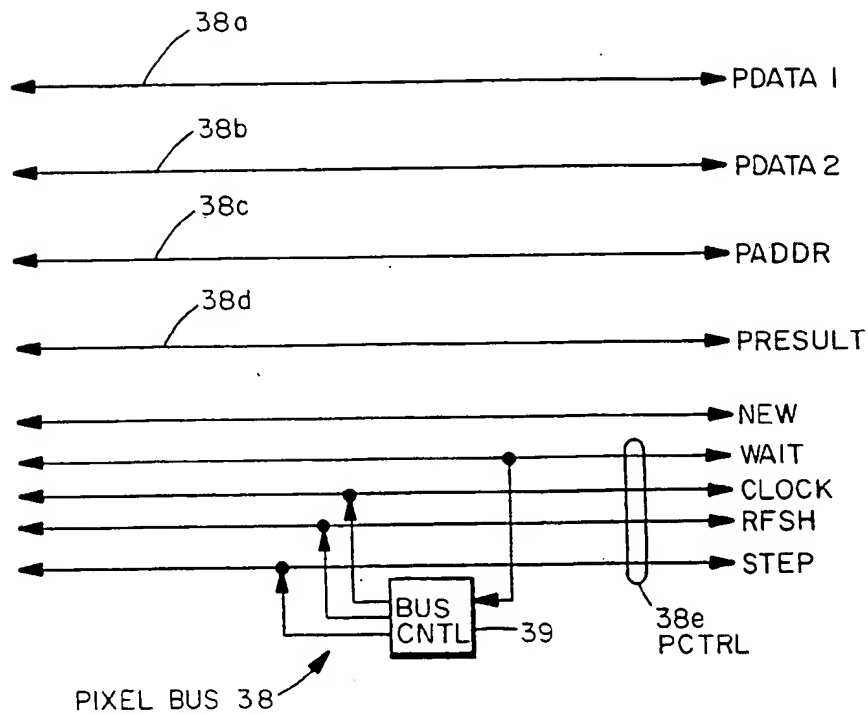 38a
PDATA 1
38b
PDATA 2
38c
PADDR
38d
PRESULT
NEW
WAIT
CLOCK
RFSH
STEP
BUS
CNTL
39
38e
PCTRL
PIXEL BUS 38